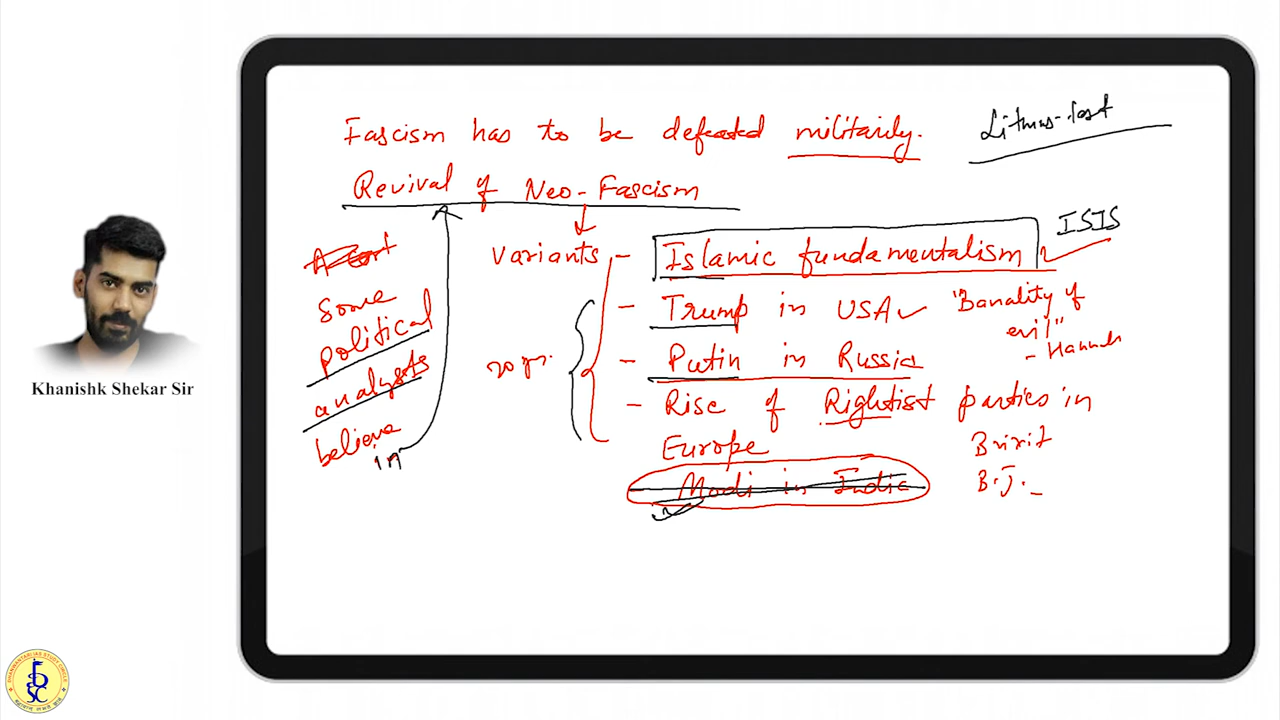 Fascism has to be defeated militarily.
Litmus-test
Revival of Neo-Fascism
variants - Islamic fundamentalism
ISIS
- Trump in USA
"Banality of
evil"
- Hannah
- Putin in Russia
- Rise of Rightist parties in
Europe
Modi in India
B.J.
some
political
analysts
believe
in
Khanishk Shekar Sir